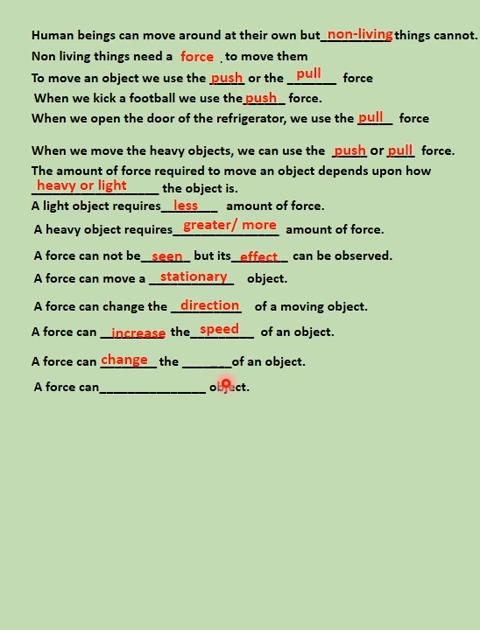 Human beings can move around at their own but non-living things cannot.
Non living things need a force . to move them
To move an object we use the push or the pull force
When we kick a football we use the push force.
When we open the door of the refrigerator, we use the pull force
When we move the heavy objects, we can use the push or pull force.
The amount of force required to move an object depends upon how
heavy or light the object is.
A light object requires less amount of force.
A heavy object requires greater/ more amount of force.
A force can not be seen but its effect can be observed.
A force can move a stationary object.
A force can change the direction of a moving object.
A force can increase the speed of an object.
A force can change the _______of an object.
A force can_______________ object.